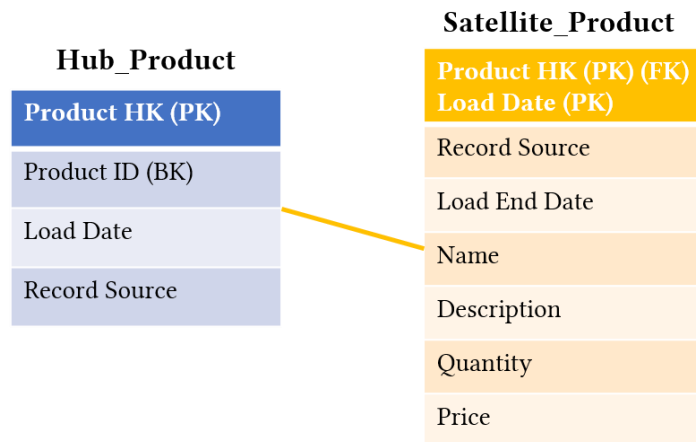 Hub_Product
Product HK (PK)
Product ID (BK)
Load Date
Record Source
Satellite_Product
Product HK (PK) (FK)
Load Date (PK)
Record Source
Load End Date
Name
Description
Quantity
Price